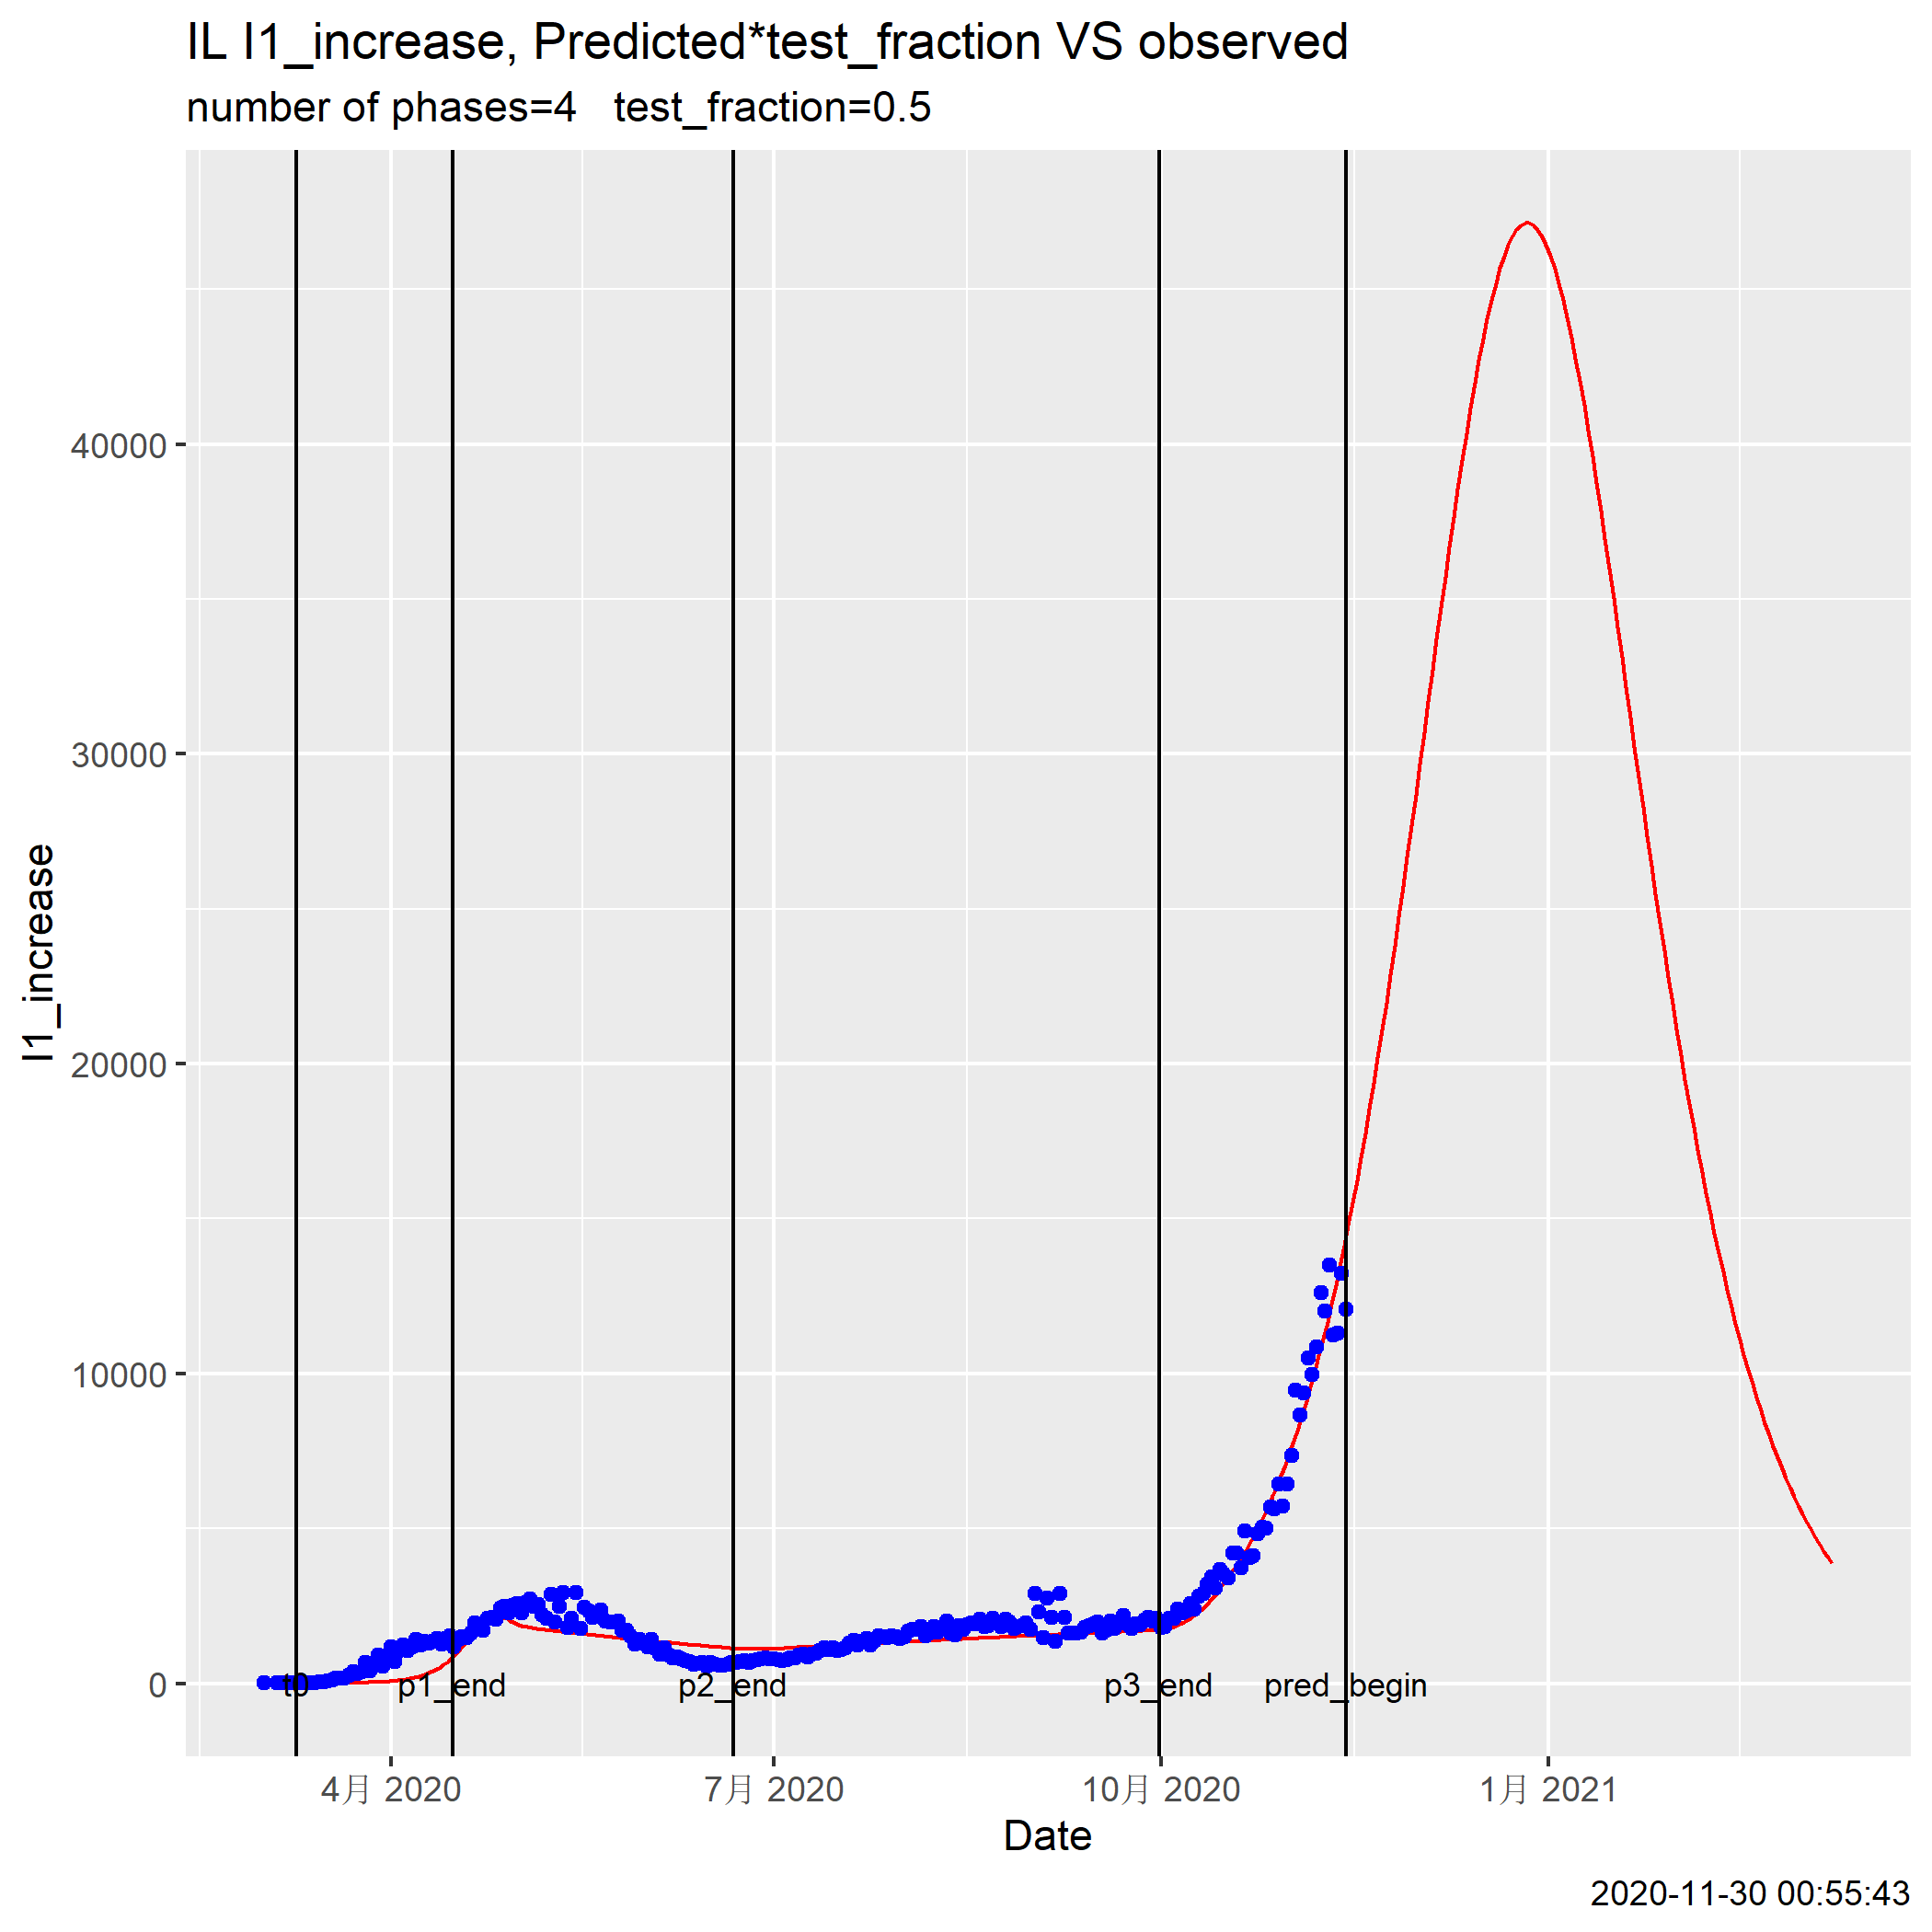 IL I1_increase, Predicted*test_fraction VS observed
number of phases=4   test_fraction=0.5
I1_increase
40000
30000
20000
10000
0
t0
p1_end
p2_end
p3_end
pred_begin
4月 2020
7月 2020
10月 2020
1月 2021
Date
2020-11-30 00:55:43